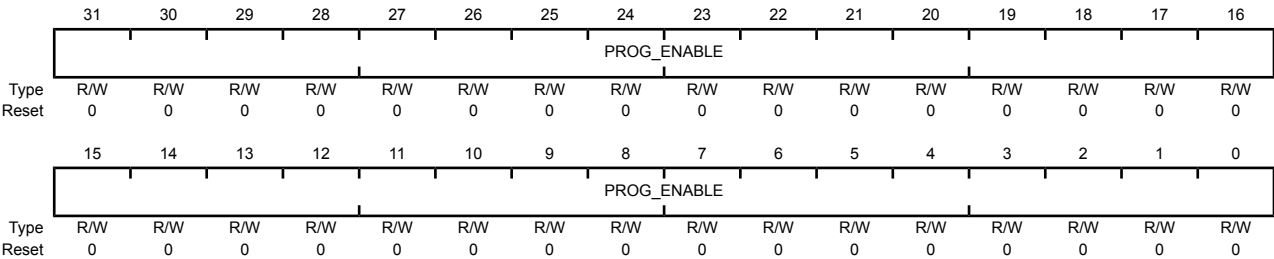 31 30 29 28 27 26 25 24 23 22 21 20 19 18 17 16
PROG_ENABLE
Type R/W R/W R/W R/W R/W R/W R/W R/W R/W R/W R/W R/W R/W R/W R/W R/W
Reset 0 0 0 0 0 0 0 0 0 0 0 0 0 0 0 0
15 14 13 12 11 10 9 8 7 6 5 4 3 2 1 0
PROG_ENABLE
Type R/W R/W R/W R/W R/W R/W R/W R/W R/W R/W R/W R/W R/W R/W R/W R/W
Reset 0 0 0 0 0 0 0 0 0 0 0 0 0 0 0 0